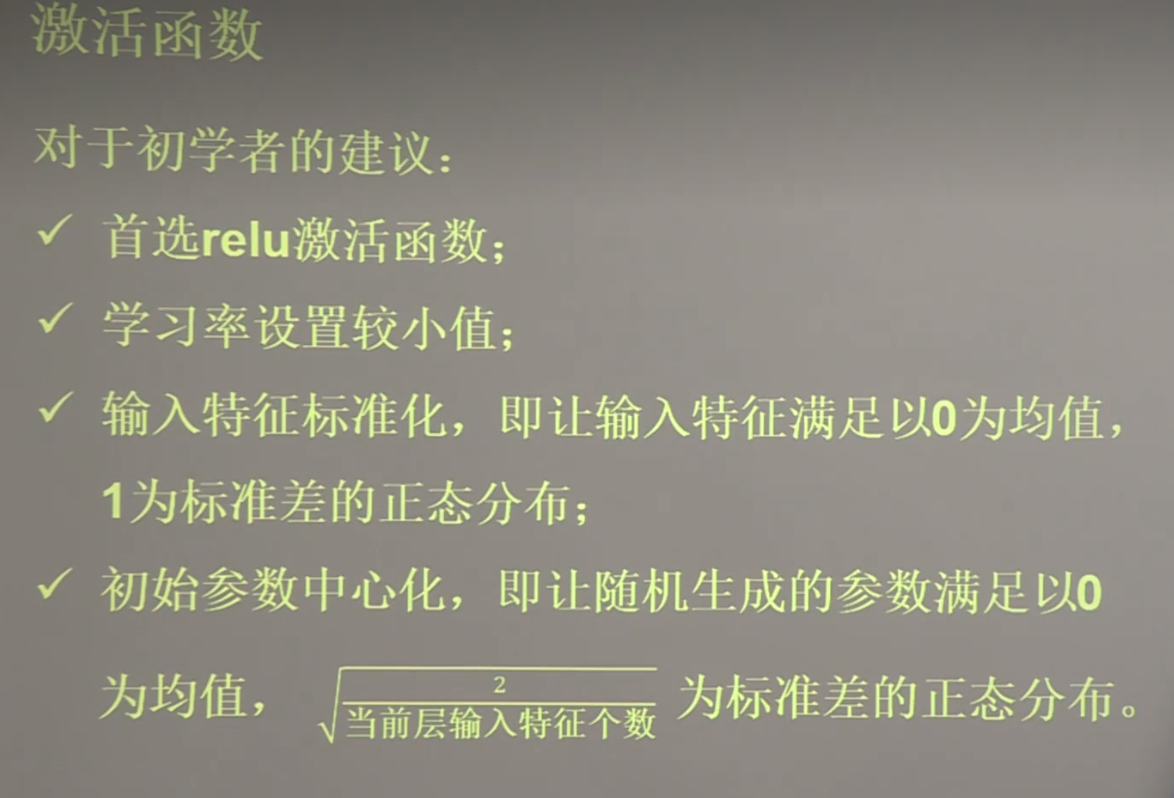 激活函数
对于初学者的建议：
✓ 首选relu激活函数；
✓ 学习率设置较小值；
✓ 输入特征标准化，即让输入特征满足以0为均值，
1为标准差的正态分布；
✓ 初始参数中心化，即让随机生成的参数满足以0
为均值，√(2/当前层输入特征个数) 为标准差的正态分布。